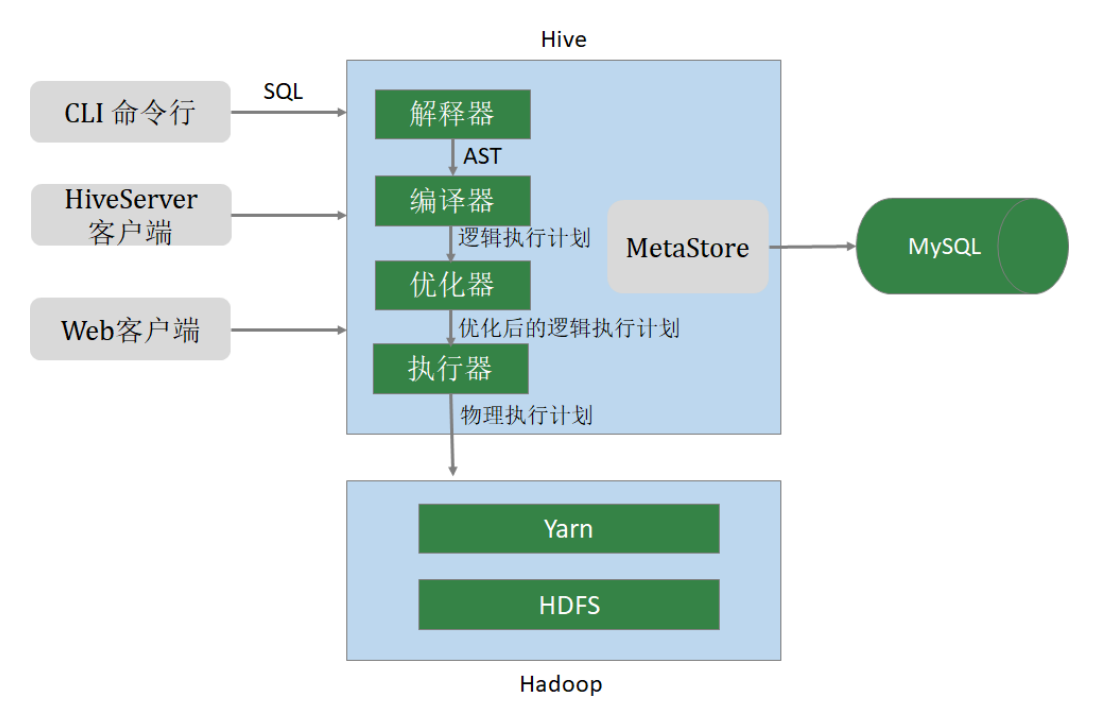 Hive
CLI 命令行
SQL
解释器
AST
HiveServer
客户端
编译器
逻辑执行计划
MetaStore
MySQL
优化器
Web客户端
优化后的逻辑执行计划
执行器
物理执行计划
Yarn
HDFS
Hadoop